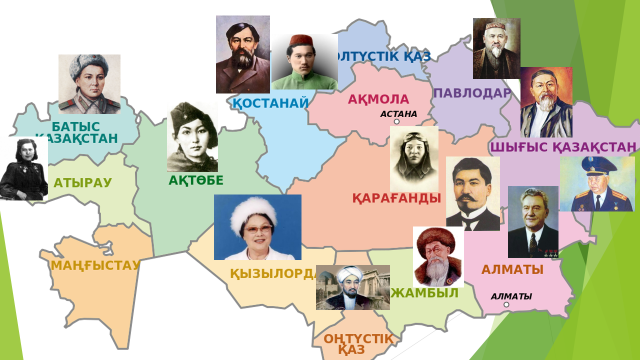 ОЛТҮСТІК ҚАЗ
ҚОСТАНАЙ
АҚМОЛА
АСТАНА
ПАВЛОДАР
БАТЫС
ҚАЗАҚСТАН
ШЫҒЫС ҚАЗАҚСТАН
АТЫРАУ
АҚТӨБЕ
ҚАРАҒАНДЫ
МАҢҒЫСТАУ
ҚЫЗЫЛОРДА
АЛМАТЫ
ЖАМБЫЛ
АЛМАТЫ
ОҢТҮСТІК
ҚАЗ